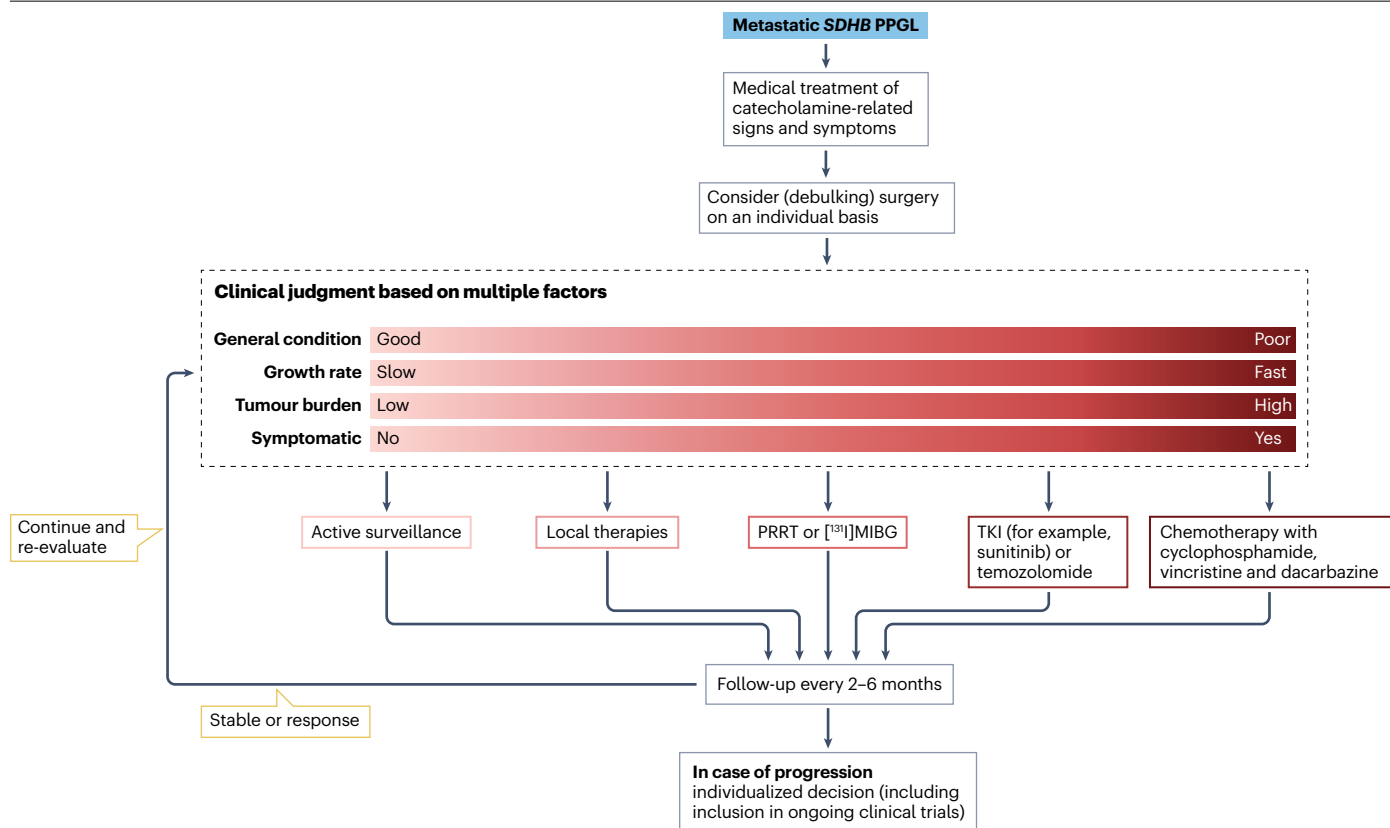 Metastatic SDHB PPGL
Medical treatment of
catecholamine-related
signs and symptoms
Consider (debulking) surgery
on an individual basis
Clinical judgment based on multiple factors
General condition Good Poor
Growth rate Slow Fast
Tumour burden Low High
Symptomatic No Yes
Continue and
re-evaluate
Active surveillance
Local therapies
PRRT or [¹³¹I]MIBG
TKI (for example,
sunitinib) or
temozolomide
Chemotherapy with
cyclophosphamide,
vincristine and dacarbazine
Follow-up every 2–6 months
Stable or response
In case of progression
individualized decision (including
inclusion in ongoing clinical trials)